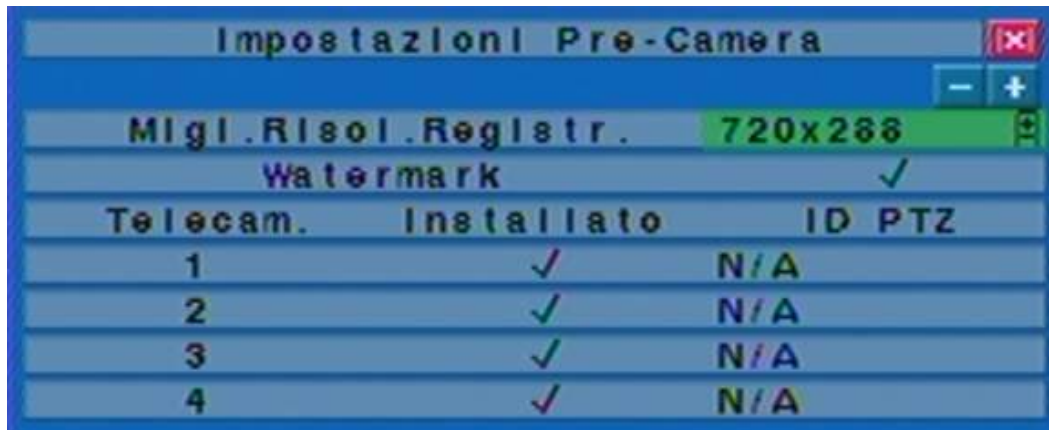 Impostazioni Pre-Camera
- +
Migl.Risol.Registr. 720x288
Watermark ✓
Telecam. Installato ID PTZ
1 ✓ N/A
2 ✓ N/A
3 ✓ N/A
4 ✓ N/A